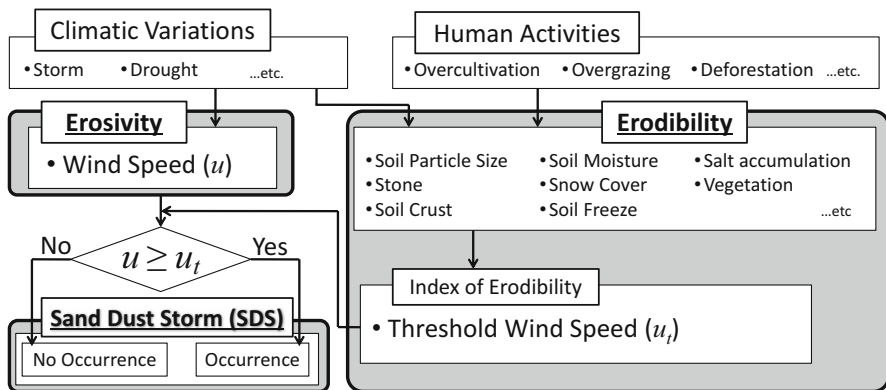 Climatic Variations
• Storm • Drought ...etc.
Human Activities
• Overcultivation • Overgrazing • Deforestation ...etc.
Erosivity
• Wind Speed (u)
Erodibility
• Soil Particle Size • Soil Moisture • Salt accumulation
• Stone • Snow Cover • Vegetation
• Soil Crust • Soil Freeze ...etc
No u ≥ u_t Yes
Index of Erodibility
• Threshold Wind Speed (u_t)
Sand Dust Storm (SDS)
No Occurrence Occurrence